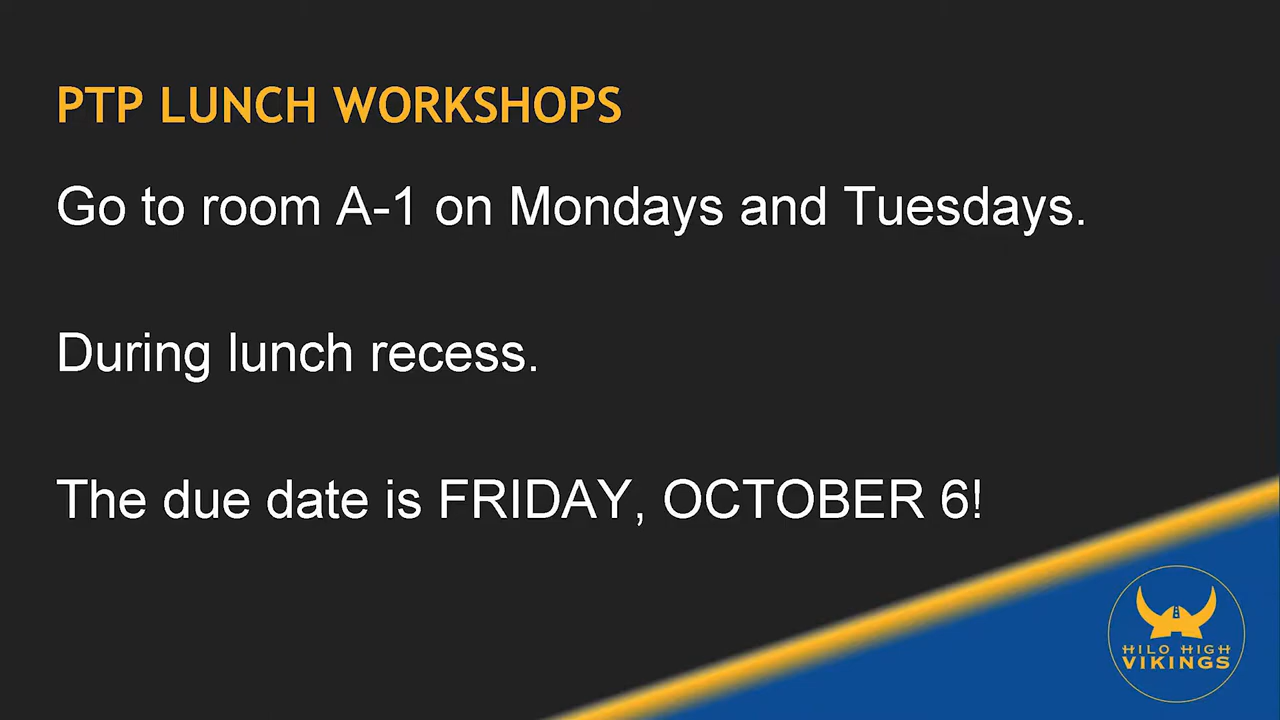 PTP LUNCH WORKSHOPS
Go to room A-1 on Mondays and Tuesdays.
During lunch recess.
The due date is FRIDAY, OCTOBER 6!
HILO HIGH
VIKINGS